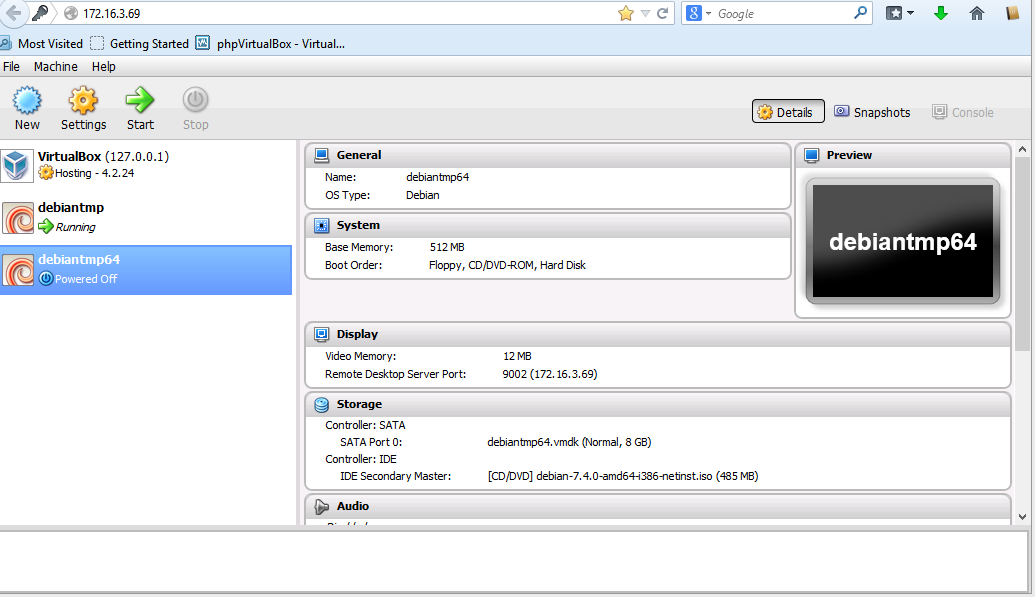 172.16.3.69
Google
Most Visited Getting Started phpVirtualBox - Virtual...
File Machine Help
New Settings Start Stop
Details Snapshots Console
VirtualBox (127.0.0.1)
Hosting - 4.2.24
debiantmp
Running
debiantmp64
Powered Off
General
Name: debiantmp64
OS Type: Debian
System
Base Memory: 512 MB
Boot Order: Floppy, CD/DVD-ROM, Hard Disk
Preview
debiantmp64
Display
Video Memory: 12 MB
Remote Desktop Server Port: 9002 (172.16.3.69)
Storage
Controller: SATA
SATA Port 0: debiantmp64.vmdk (Normal, 8 GB)
Controller: IDE
IDE Secondary Master: [CD/DVD] debian-7.4.0-amd64-i386-netinst.iso (485 MB)
Audio